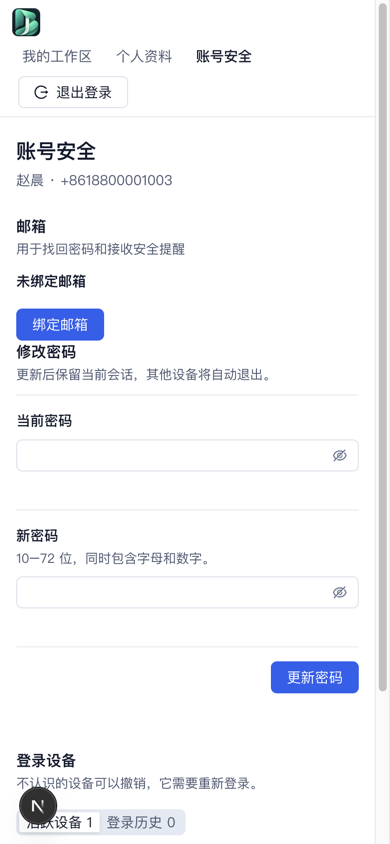 我的工作区 个人资料 账号安全
退出登录
账号安全
赵晨 · +8618800001003
邮箱
用于找回密码和接收安全提醒
未绑定邮箱
绑定邮箱
修改密码
更新后保留当前会话，其他设备将自动退出。
当前密码
新密码
10–72 位，同时包含字母和数字。
更新密码
登录设备
不认识的设备可以撤销，它需要重新登录。
N
活跃设备 1 登录历史 0